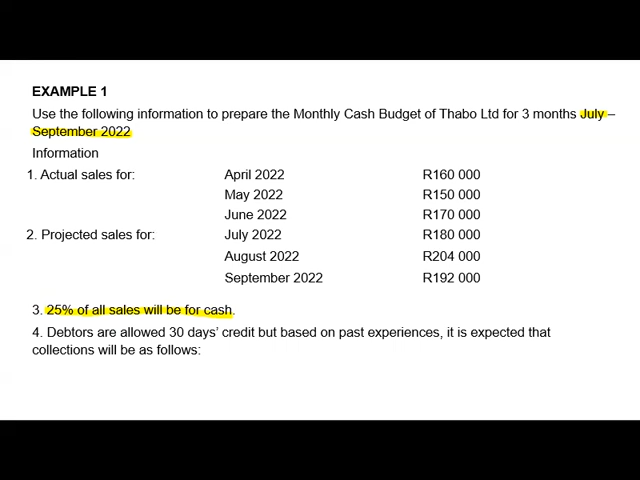 EXAMPLE 1
Use the following information to prepare the Monthly Cash Budget of Thabo Ltd for 3 months July –
September 2022
Information
1. Actual sales for: April 2022 R160 000
May 2022 R150 000
June 2022 R170 000
2. Projected sales for: July 2022 R180 000
August 2022 R204 000
September 2022 R192 000
3. 25% of all sales will be for cash.
4. Debtors are allowed 30 days' credit but based on past experiences, it is expected that
collections will be as follows: